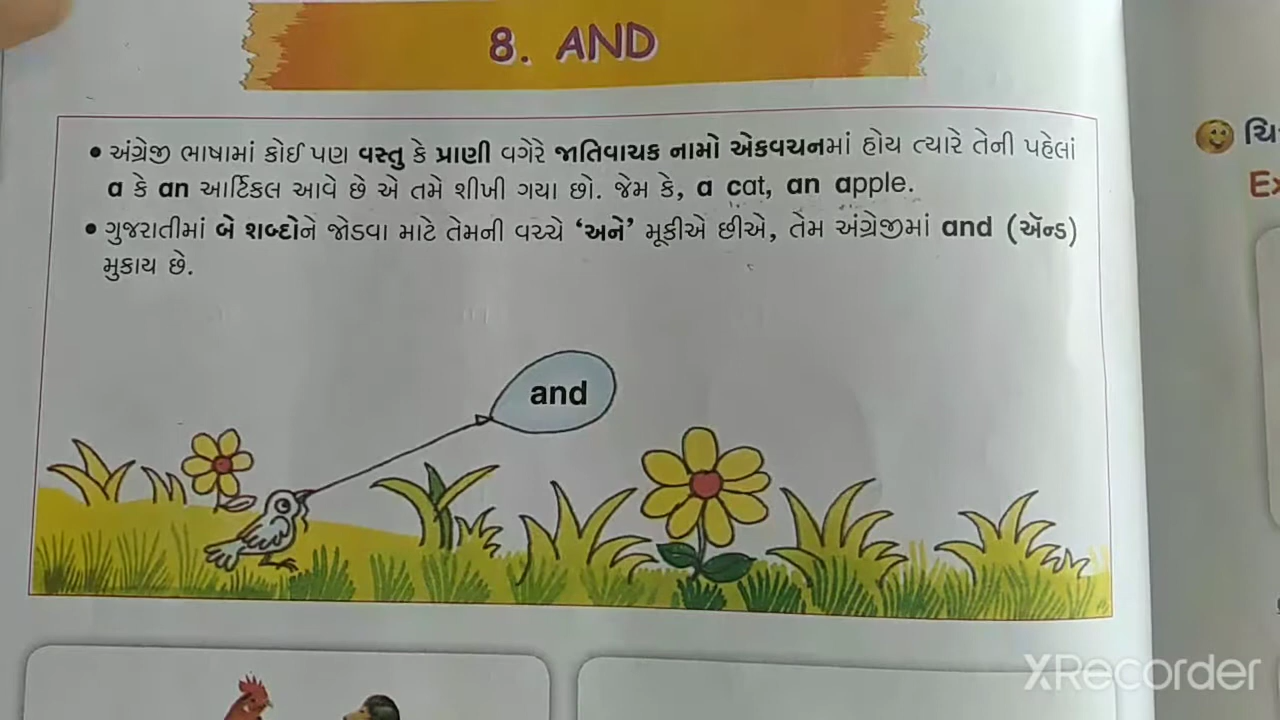 8. AND
• અંગ્રેજી ભાષામાં કોઈ પણ વસ્તુ કે પ્રાણી વગેરે જાતિવાચક નામો એકવચનમાં હોય ત્યારે તેની પહેલાં
a કે an આર્ટિકલ આવે છે એ તમે શીખી ગયા છો. જેમ કે, a cat, an apple.
• ગુજરાતીમાં બે શબ્દોને જોડવા માટે તેમની વચ્ચે ‘અને’ મૂકીએ છીએ, તેમ અંગ્રેજીમાં and (ઍન્ડ)
મુકાય છે.
and
XRecorder